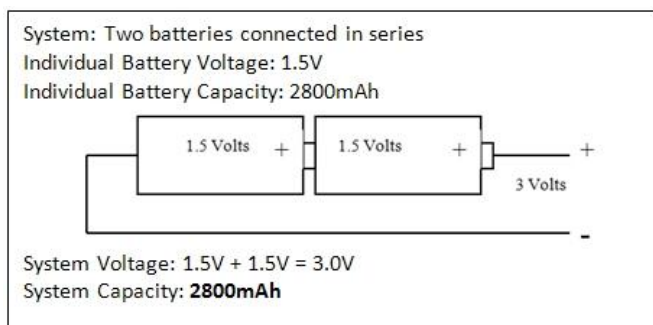 System: Two batteries connected in series
Individual Battery Voltage: 1.5V
Individual Battery Capacity: 2800mAh
1.5 Volts + 1.5 Volts + +
3 Volts
-
System Voltage: 1.5V + 1.5V = 3.0V
System Capacity: 2800mAh